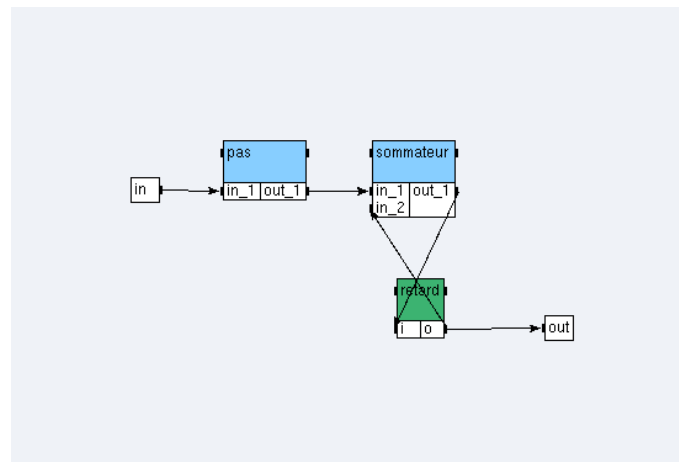 pas
sommateur
in
in_1 out_1
in_1 out_1
in_2
retard
i o
out